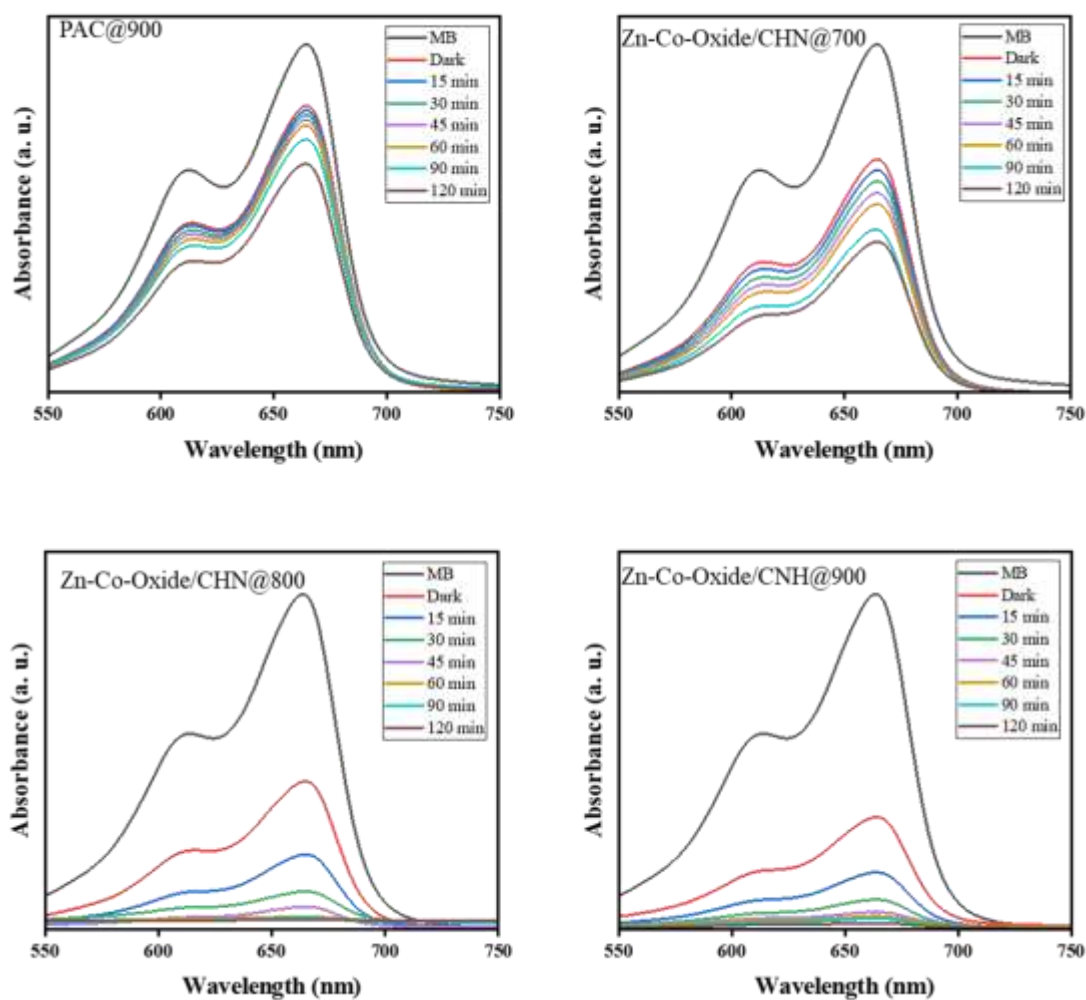 PAC@900
MB
Dark
15 min
30 min
45 min
60 min
90 min
120 min
Absorbance (a. u.)
550 600 650 700 750
Wavelength (nm)
Zn-Co-Oxide/CHN@700
MB
Dark
15 min
30 min
45 min
60 min
90 min
120 min
Absorbance (a. u.)
550 600 650 700 750
Wavelength (nm)
Zn-Co-Oxide/CHN@800
MB
Dark
15 min
30 min
45 min
60 min
90 min
120 min
Absorbance (a. u.)
550 600 650 700 750
Wavelength (nm)
Zn-Co-Oxide/CNH@900
MB
Dark
15 min
30 min
45 min
60 min
90 min
120 min
Absorbance (a. u.)
550 600 650 700 750
Wavelength (nm)